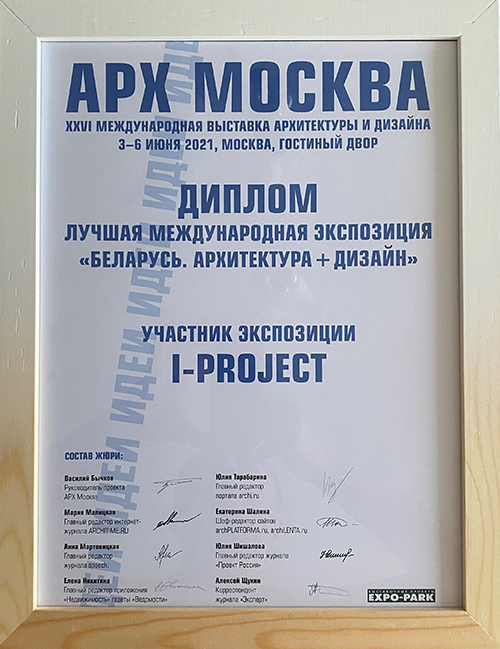 АРХ МОСКВА
XXVI МЕЖДУНАРОДНАЯ ВЫСТАВКА АРХИТЕКТУРЫ И ДИЗАЙНА
3–6 ИЮНЯ 2021, МОСКВА, ГОСТИНЫЙ ДВОР
ДИПЛОМ
ЛУЧШАЯ МЕЖДУНАРОДНАЯ ЭКСПОЗИЦИЯ
«БЕЛАРУСЬ. АРХИТЕКТУРА + ДИЗАЙН»
УЧАСТНИК ЭКСПОЗИЦИИ
I-PROJECT
ИДЕИ ИДЕИ ИДЕИ ИДЕИ ИДЕИ
СОСТАВ ЖЮРИ:
Василий Бычков
Руководитель проекта
АРХ Москва
Мария Малицкая
Главный редактор интернет-
журнала ARCHITIME.RU
Анна Мартовицкая
Главный редактор
журнала speech:
Елена Никитина
Главный редактор приложения
«Недвижимость» газеты «Ведомости»
Юлия Тарабарина
Главный редактор
портала archi.ru
Екатерина Шалина
Шеф-редактор сайтов
archPLATFORMA.ru, archiLENTA.ru
Юлия Шишалова
Главный редактор журнала
«Проект Россия»
Алексей Щукин
Корреспондент
журнала «Эксперт»
ВЫСТАВОЧНЫЕ ПРОЕКТЫ
EXPO-PARK